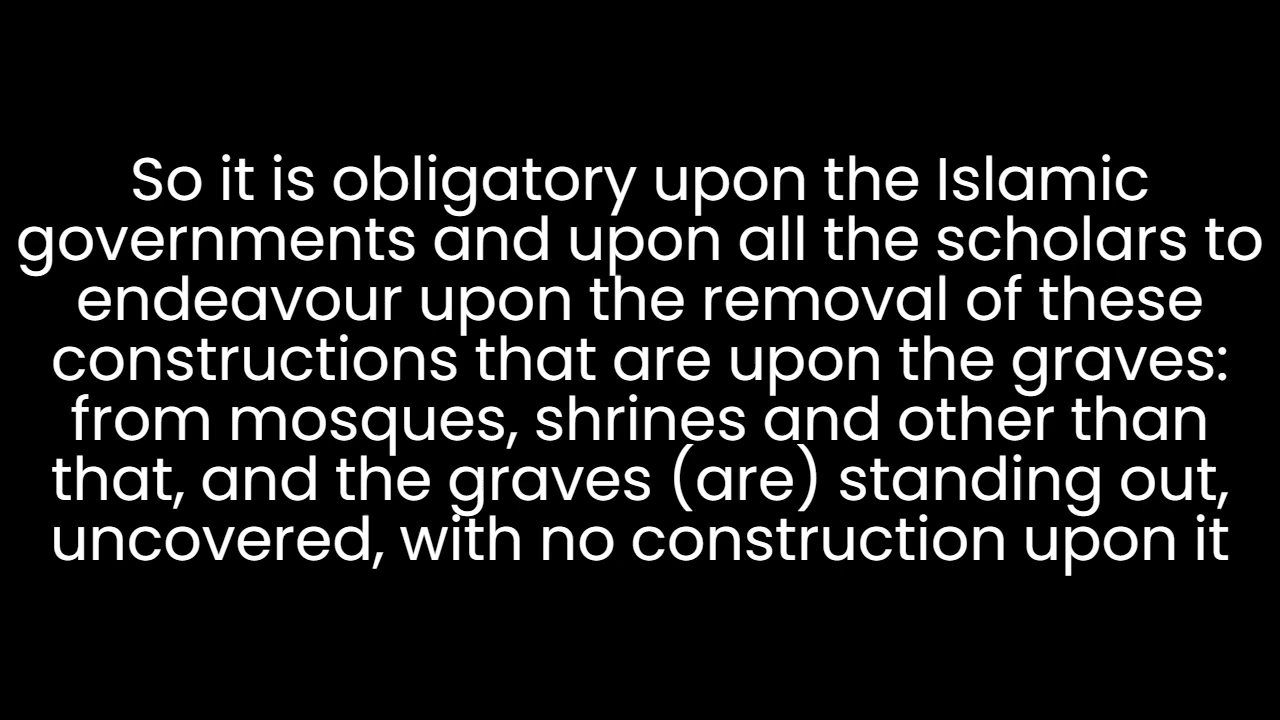 So it is obligatory upon the Islamic
governments and upon all the scholars to
endeavour upon the removal of these
constructions that are upon the graves:
from mosques, shrines and other than
that, and the graves (are) standing out,
uncovered, with no construction upon it